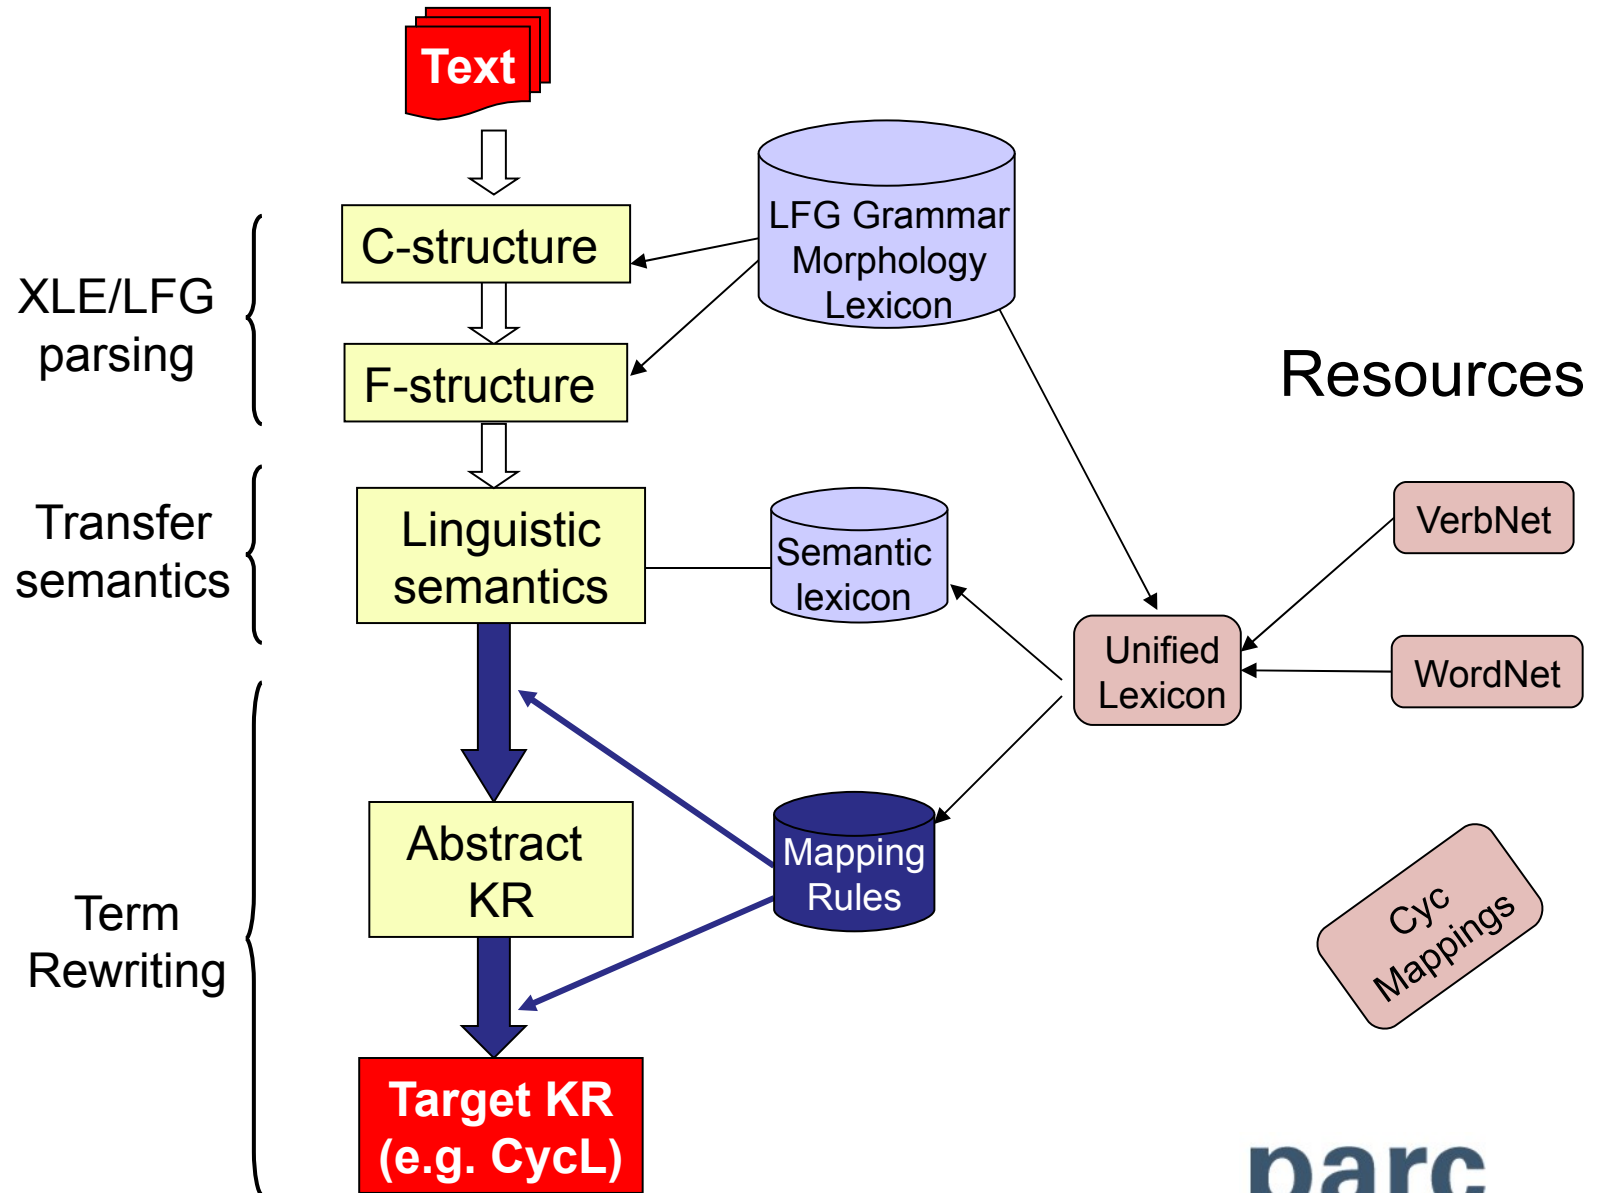 Text
C-structure
LFG Grammar
Morphology
Lexicon
XLE/LFG
parsing
F-structure
Resources
Transfer
semantics
Linguistic
semantics
Semantic
lexicon
VerbNet
Unified
Lexicon
WordNet
Abstract
KR
Mapping
Rules
Term
Rewriting
Cyc
Mappings
Target KR
(e.g. CycL)
parc